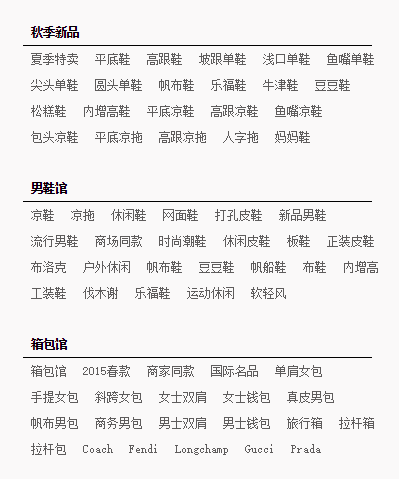 秋季新品
夏季特卖 平底鞋 高跟鞋 坡跟单鞋 浅口单鞋 鱼嘴单鞋
尖头单鞋 圆头单鞋 帆布鞋 乐福鞋 牛津鞋 豆豆鞋
松糕鞋 内增高鞋 平底凉鞋 高跟凉鞋 鱼嘴凉鞋
包头凉鞋 平底凉拖 高跟凉拖 人字拖 妈妈鞋
男鞋馆
凉鞋 凉拖 休闲鞋 网面鞋 打孔皮鞋 新品男鞋
流行男鞋 商场同款 时尚潮鞋 休闲皮鞋 板鞋 正装皮鞋
布洛克 户外休闲 帆布鞋 豆豆鞋 帆船鞋 布鞋 内增高
工装鞋 伐木谢 乐福鞋 运动休闲 软轻风
箱包馆
箱包馆 2015春款 商家同款 国际名品 单肩女包
手提女包 斜跨女包 女士双肩 女士钱包 真皮男包
帆布男包 商务男包 男士双肩 男士钱包 旅行箱 拉杆箱
拉杆包 Coach Fendi Longchamp Gucci Prada